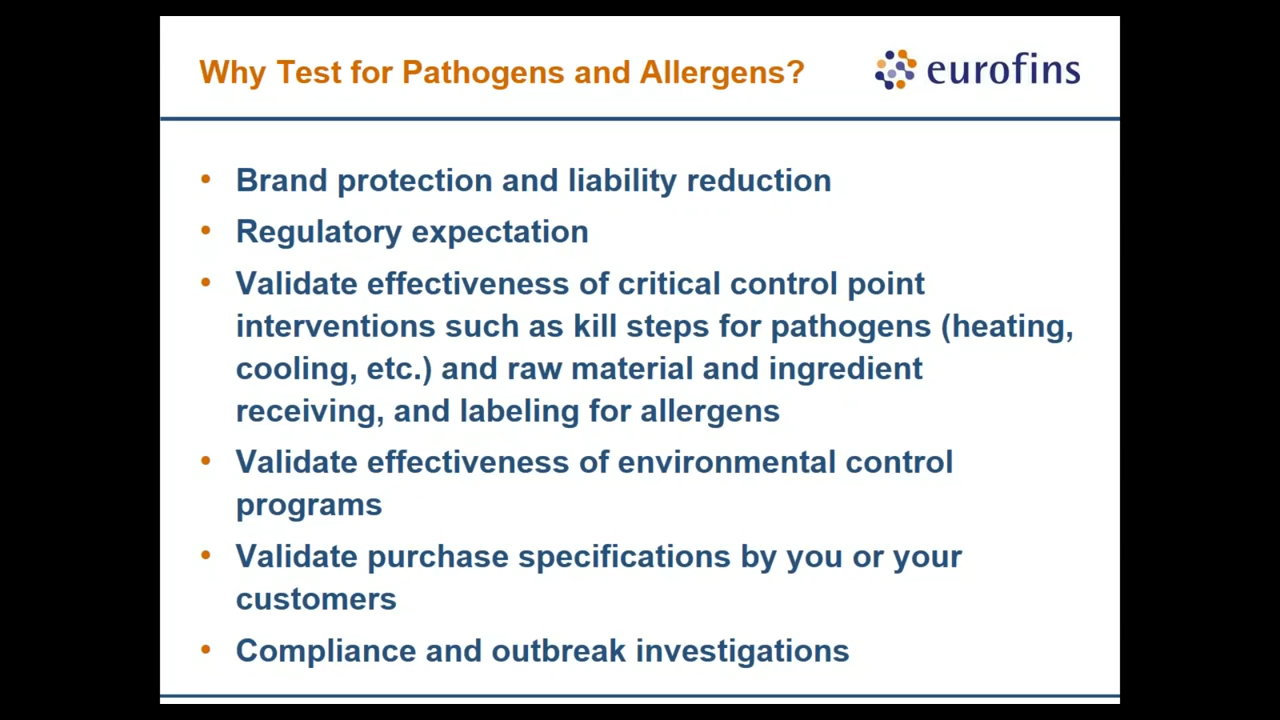 Why Test for Pathogens and Allergens?
eurofins
• Brand protection and liability reduction
• Regulatory expectation
• Validate effectiveness of critical control point
interventions such as kill steps for pathogens (heating,
cooling, etc.) and raw material and ingredient
receiving, and labeling for allergens
• Validate effectiveness of environmental control
programs
• Validate purchase specifications by you or your
customers
• Compliance and outbreak investigations